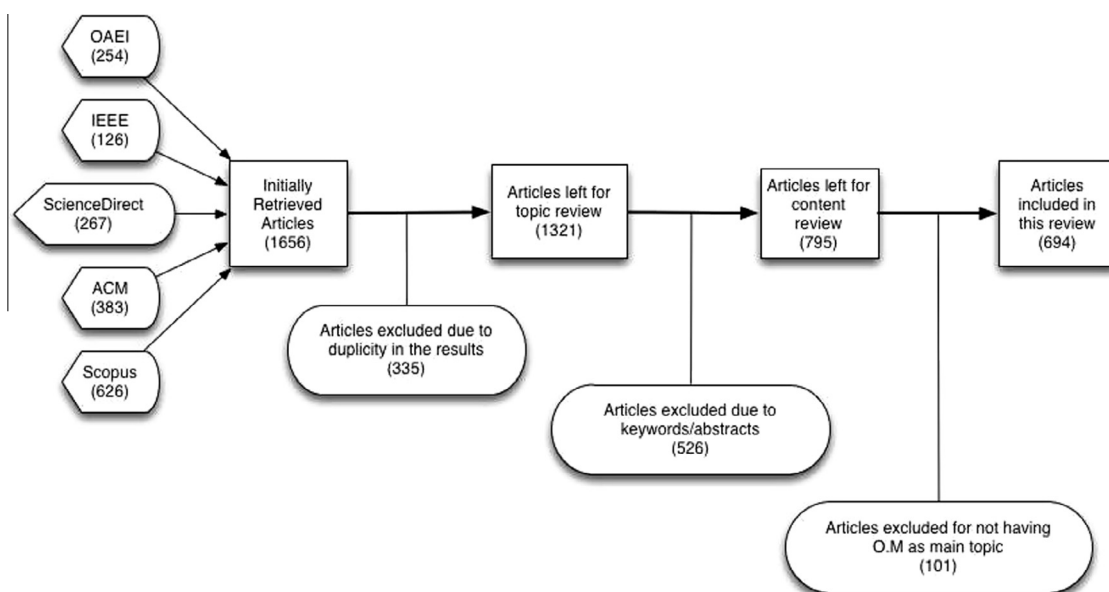 OAEI
(254)
IEEE
(126)
ScienceDirect
(267)
ACM
(383)
Scopus
(626)
Initially
Retrieved
Articles
(1656)
Articles excluded due to
duplicity in the results
(335)
Articles left for
topic review
(1321)
Articles excluded due to
keywords/abstracts
(526)
Articles left for
content
review
(795)
Articles excluded for not having
O.M as main topic
(101)
Articles
included in
this review
(694)